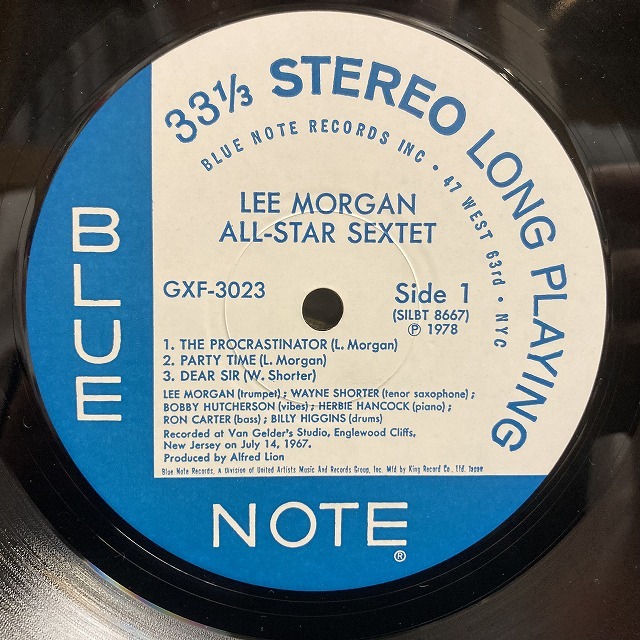 33⅓ STEREO LONG PLAYING
BLUE NOTE RECORDS INC • 47 WEST 63rd • NYC
LEE MORGAN
ALL-STAR SEXTET
GXF-3023
Side 1
(SILBT 8667)
Ⓟ 1978
1. THE PROCRASTINATOR (L. Morgan)
2. PARTY TIME (L. Morgan)
3. DEAR SIR (W. Shorter)
LEE MORGAN (trumpet) ; WAYNE SHORTER (tenor saxophone) ;
BOBBY HUTCHERSON (vibes) ; HERBIE HANCOCK (piano) ;
RON CARTER (bass) ; BILLY HIGGINS (drums)
Recorded at Van Gelder's Studio, Englewood Cliffs,
New Jersey on July 14, 1967.
Produced by Alfred Lion
Blue Note Records, A Division of United Artists Music And Records Group, Inc. Mfd by King Record Co., Ltd. Japan
BLUE
NOTE®